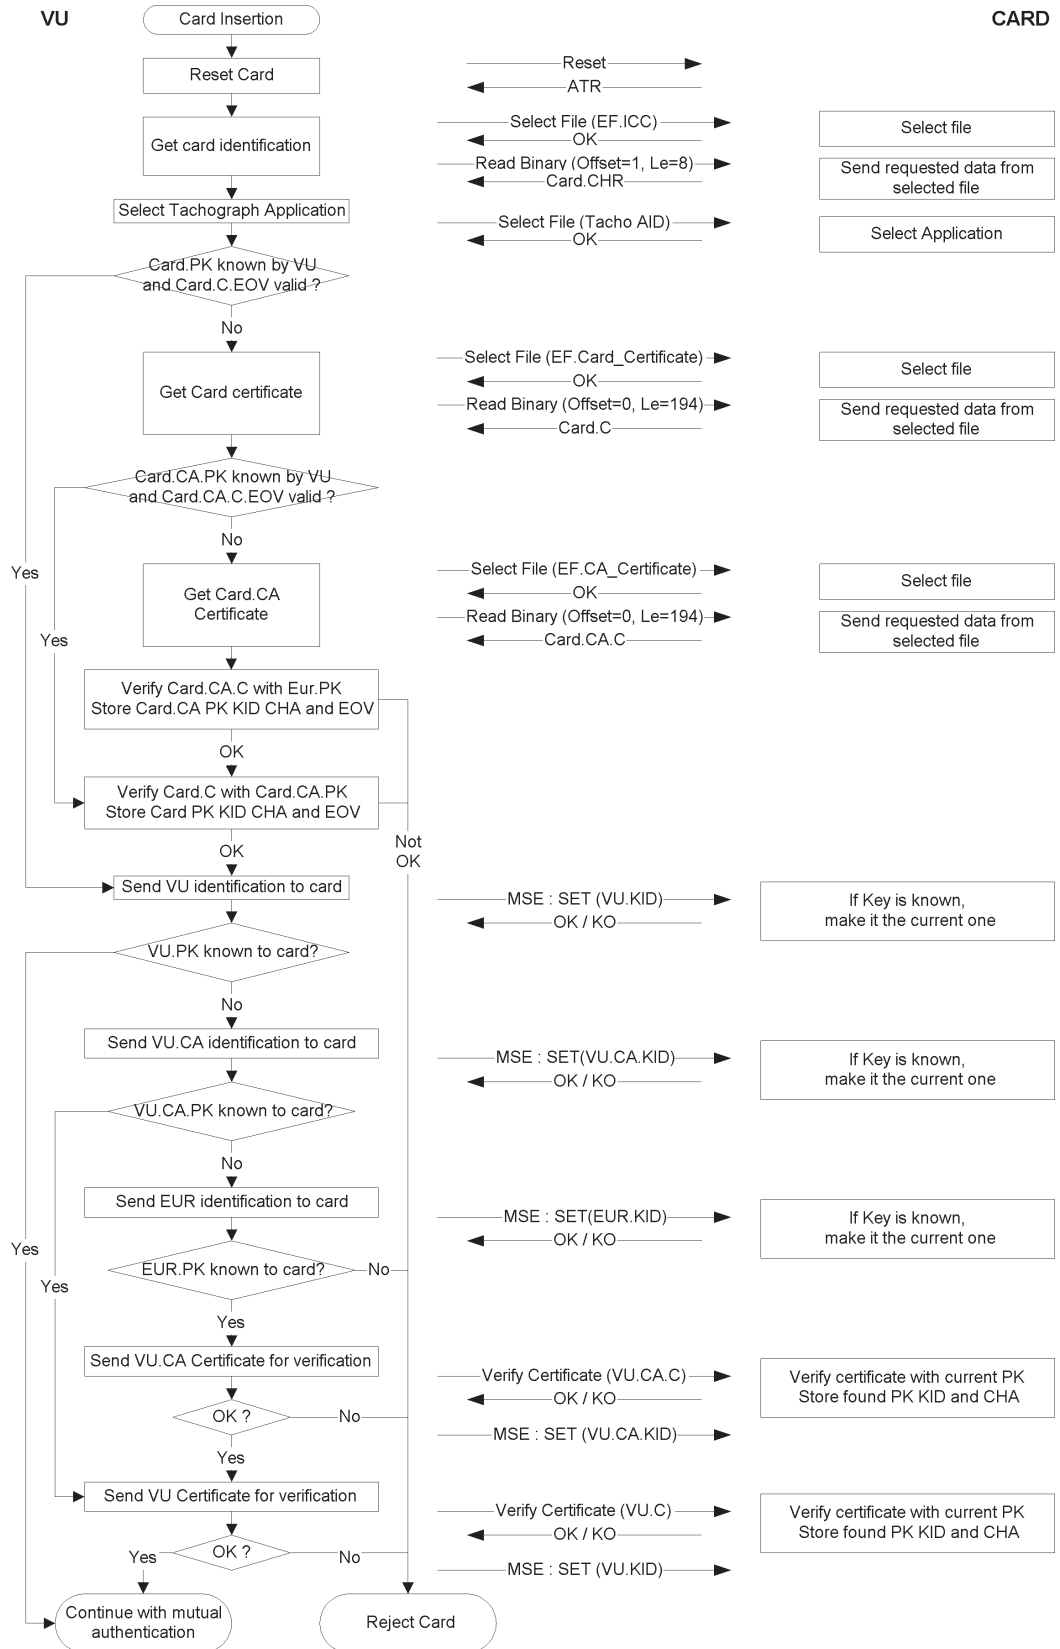 VU
Card Insertion
CARD
Reset Card
Reset
ATR
Get card identification
Select File (EF.ICC)
OK
Select file
Read Binary (Offset=1, Le=8)
Card.CHR
Send requested data from
selected file
Select Tachograph Application
Select File (Tacho AID)
OK
Select Application
Card.PK known by VU
and Card.C.EOV valid ?
No
Get Card certificate
Select File (EF.Card_Certificate)
OK
Select file
Read Binary (Offset=0, Le=194)
Card.C
Send requested data from
selected file
Card.CA.PK known by VU
and Card.CA.C.EOV valid ?
No
Yes
Get Card.CA
Certificate
Select File (EF.CA_Certificate)
OK
Select file
Yes
Read Binary (Offset=0, Le=194)
Card.CA.C
Send requested data from
selected file
Verify Card.CA.C with Eur.PK
Store Card.CA PK KID CHA and EOV
OK
Verify Card.C with Card.CA.PK
Store Card PK KID CHA and EOV
Not
OK
OK
Send VU identification to card
MSE : SET (VU.KID)
OK / KO
If Key is known,
make it the current one
VU.PK known to card?
No
Send VU.CA identification to card
MSE : SET(VU.CA.KID)
OK / KO
If Key is known,
make it the current one
VU.CA.PK known to card?
No
Send EUR identification to card
MSE : SET(EUR.KID)
OK / KO
If Key is known,
make it the current one
Yes
EUR.PK known to card?
No
Yes
Yes
Send VU.CA Certificate for verification
Verify Certificate (VU.CA.C)
OK / KO
Verify certificate with current PK
Store found PK KID and CHA
OK ?
No
MSE : SET (VU.CA.KID)
Yes
Send VU Certificate for verification
Verify Certificate (VU.C)
OK / KO
Verify certificate with current PK
Store found PK KID and CHA
OK ?
Yes
No
MSE : SET (VU.KID)
Continue with mutual
authentication
Reject Card